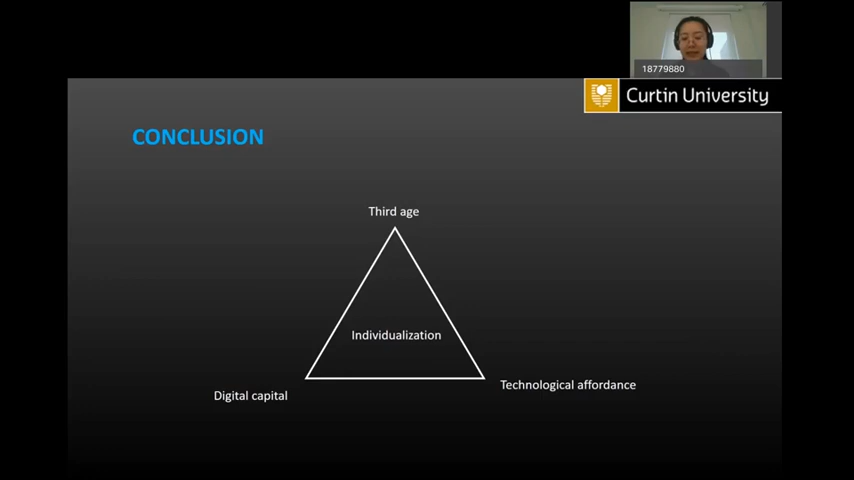 18779880
Curtin University
CONCLUSION
Third age
Individualization
Digital capital
Technological affordance